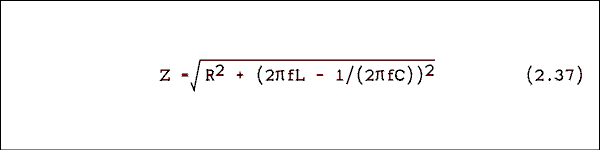 Z = √(R² + (2πfL - 1/(2πfC))²) (2.37)